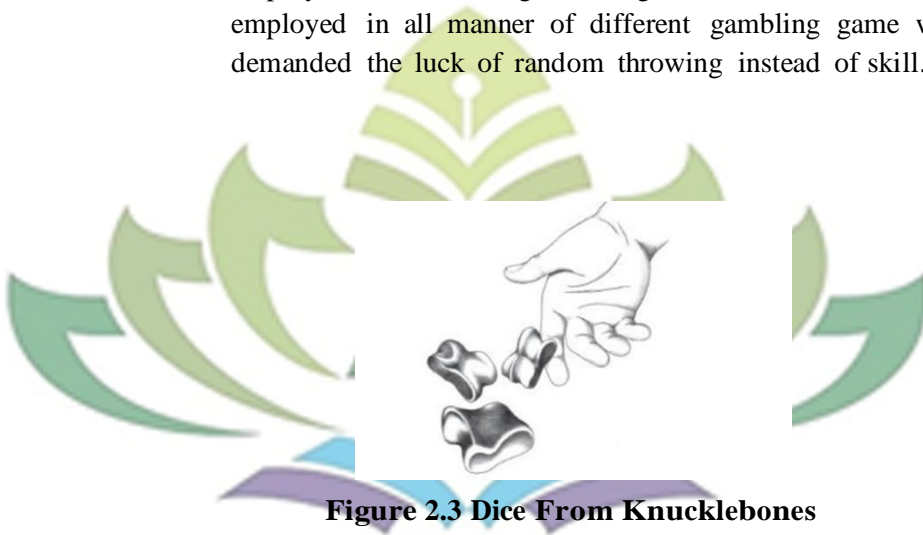 employed in all manner of different gambling game
demanded the luck of random throwing instead of skill.
Figure 2.3 Dice From Knucklebones